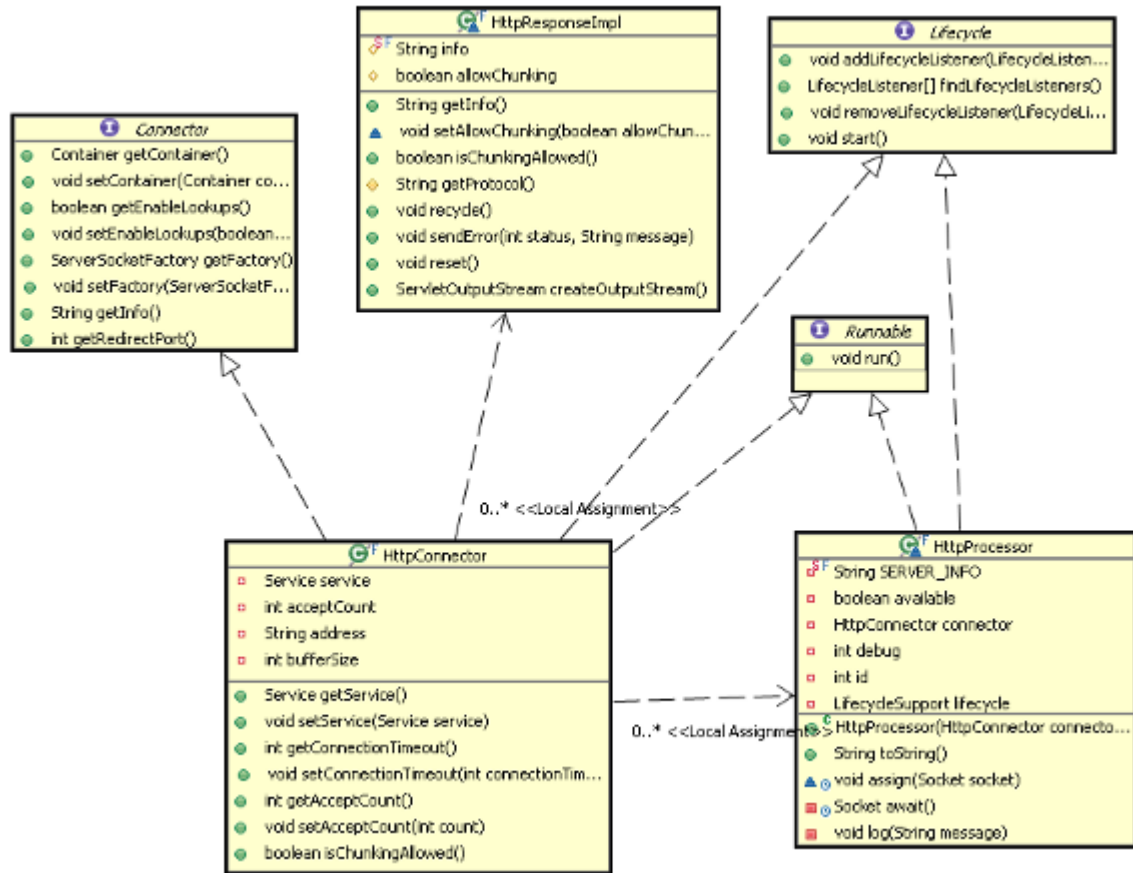 HttpResponseImpl
String info
boolean allowChunking
String getInfo()
void setAllowChunking(boolean allowChun...
boolean isChunkingAllowed()
String getProtocol()
void recycle()
void sendError(int status, String message)
void reset()
ServletOutputStream createOutputStream()
Lifecycle
void addLifecycleListener(LifecycleListen...
LifecycleListener[] findLifecycleListeners()
void removeLifecycleListener(LifecycleLi...
void start()
Connector
Container getContainer()
void setContainer(Container co...
boolean getEnableLookups()
void setEnableLookups(boolean...
ServerSocketFactory getFactory()
void setFactory(ServerSocketF...
String getInfo()
int getRedirectPort()
Runnable
void run()
0..* <<Local Assignment>>
HttpConnector
Service service
int acceptCount
String address
int bufferSize
Service getService()
void setService(Service service)
int getConnectionTimeout()
void setConnectionTimeout(int connectionTim...
int getAcceptCount()
void setAcceptCount(int count)
boolean isChunkingAllowed()
0..* <<Local Assignment>>
HttpProcessor
String SERVER_INFO
boolean available
HttpConnector connector
int debug
int id
LifecycleSupport lifecycle
HttpProcessor(HttpConnector connecto...
String toString()
void assign(Socket socket)
Socket await()
void log(String message)